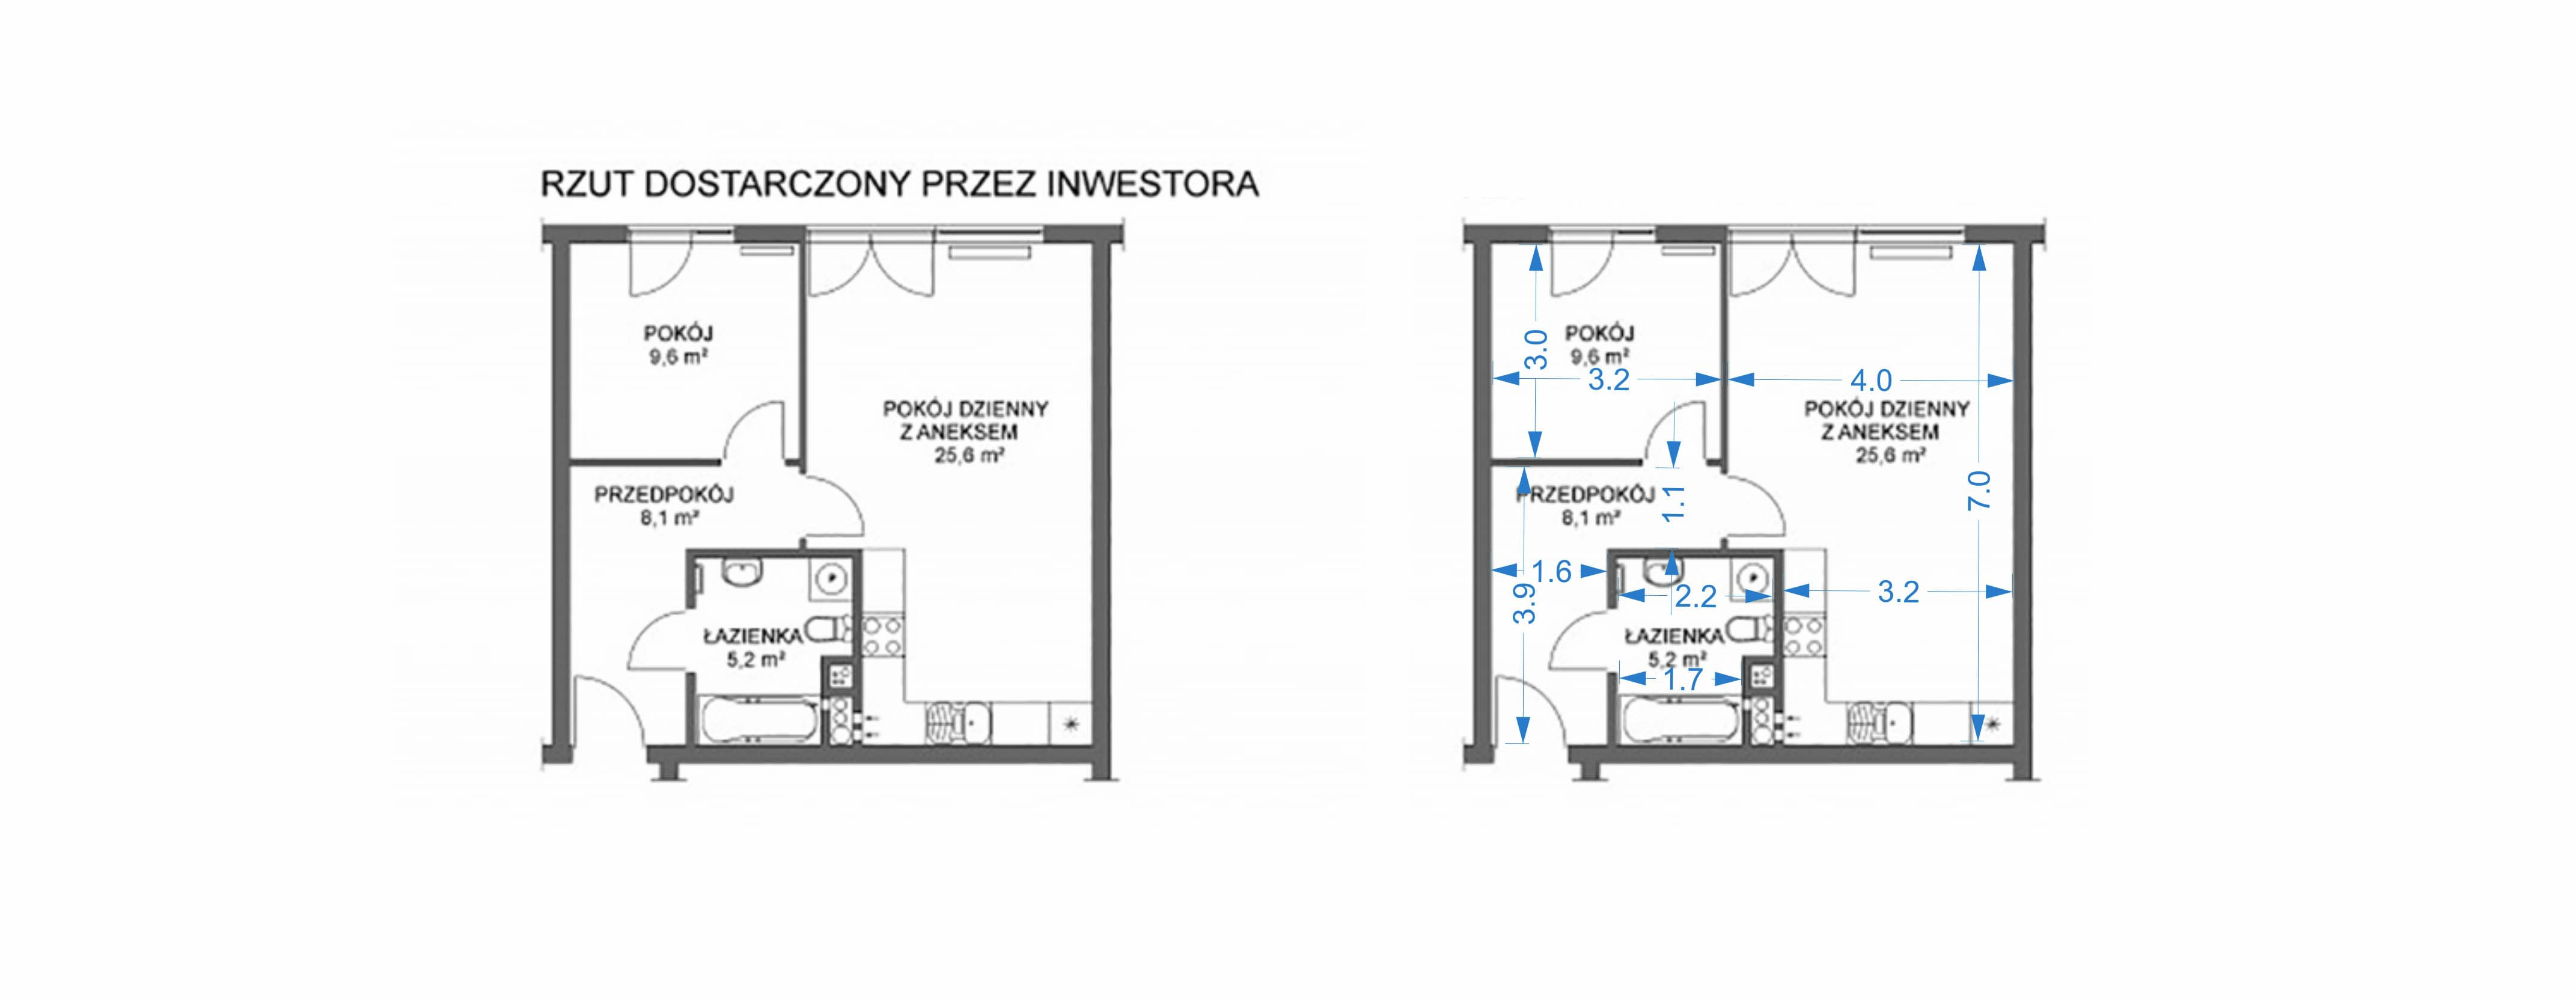 RZUT DOSTARCZONY PRZEZ INWESTORA
POKÓJ
9,6 m²
POKÓJ DZIENNY
Z ANEKSEM
25,6 m²
PRZEDPOKÓJ
8,1 m²
ŁAZIENKA
5,2 m²
POKÓJ
9,6 m²
3.0
3.2
4.0
POKÓJ DZIENNY
Z ANEKSEM
25,6 m²
7.0
PRZEDPOKÓJ
8,1 m²
1.1
1.6
3.9
2.2
3.2
ŁAZIENKA
5,2 m²
1.7